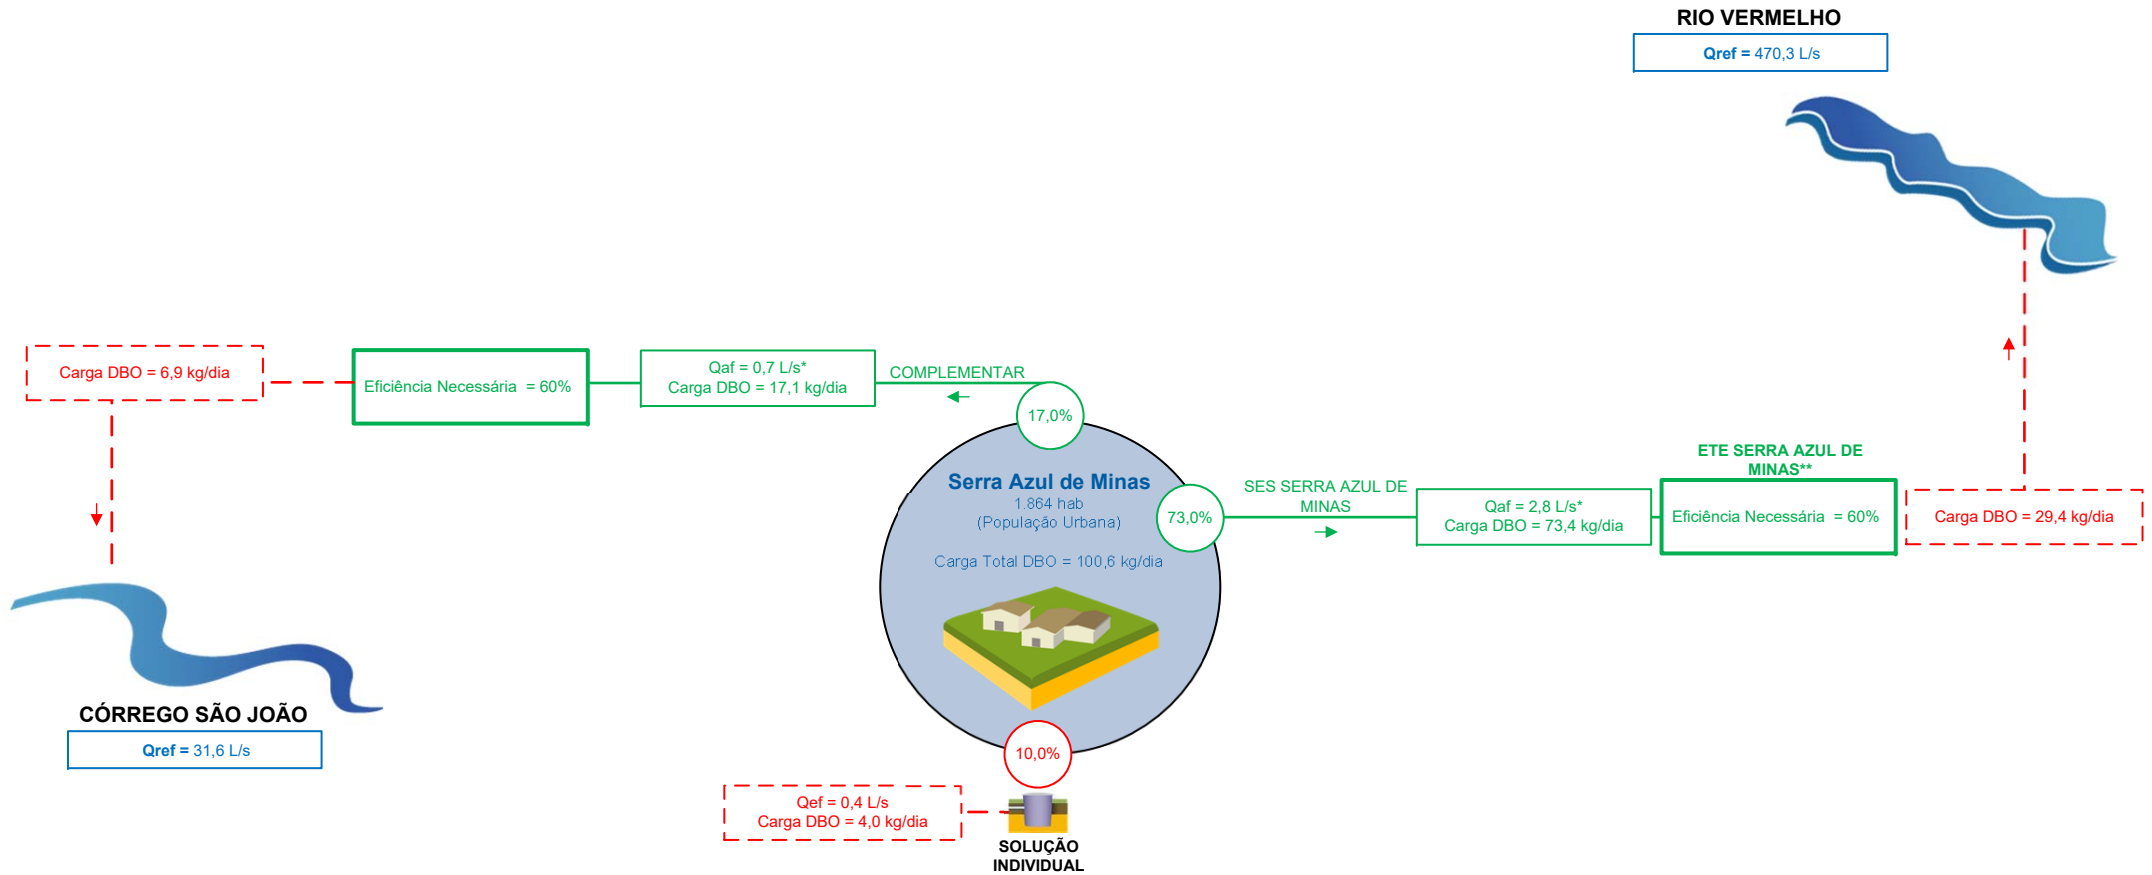 RIO VERMELHO
Qref = 470,3 L/s
Carga DBO = 6,9 kg/dia
Eficiência Necessária = 60%
Qaf = 0,7 L/s*
Carga DBO = 17,1 kg/dia
COMPLEMENTAR
17,0%
Serra Azul de Minas
1.864 hab
(População Urbana)
Carga Total DBO = 100,6 kg/dia
73,0%
SES SERRA AZUL DE
MINAS
Qaf = 2,8 L/s*
Carga DBO = 73,4 kg/dia
ETE SERRA AZUL DE
MINAS**
Eficiência Necessária = 60%
Carga DBO = 29,4 kg/dia
CÓRREGO SÃO JOÃO
Qref = 31,6 L/s
10,0%
Qef = 0,4 L/s
Carga DBO = 4,0 kg/dia
SOLUÇÃO
INDIVIDUAL